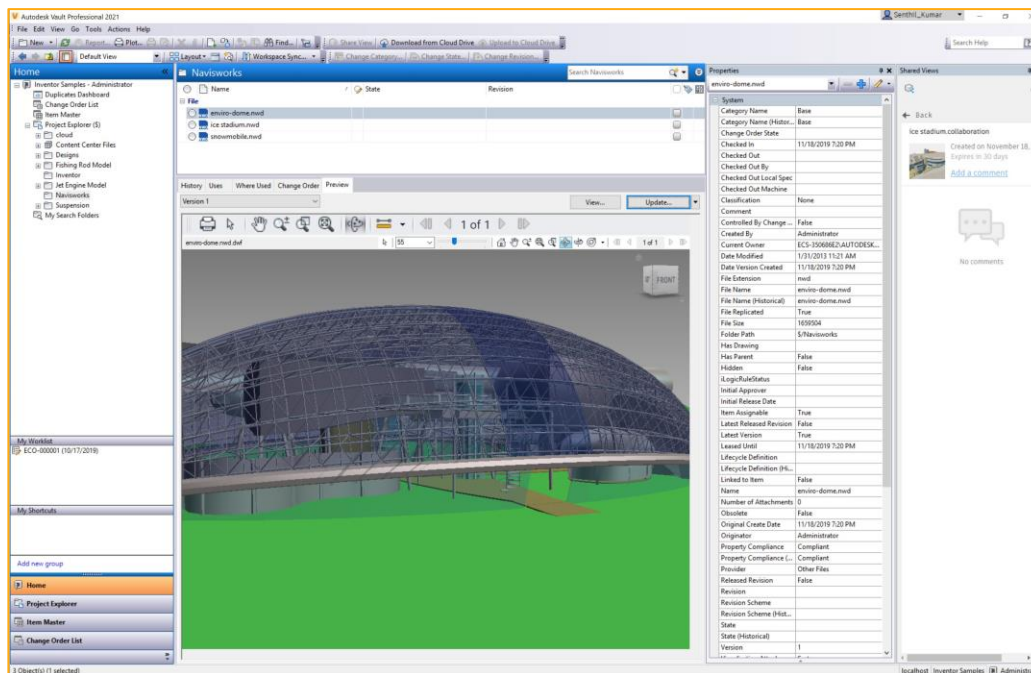 Autodesk Vault Professional 2021
Senthil_Kumar
File Edit View Go Tools Actions Help
New
Report... Plot...
Find...
Share View Download from Cloud Drive Upload to Cloud Drive
Search Help
Default View
Layout
Workspace Sync...
Change Category... Change State... Change Revision...
Home
Inventor Samples - Administrator
Duplicates Dashboard
Change Order List
Item Master
Project Explorer ($)
cloud
Content Center Files
Designs
Fishing Rod Model
Inventor
Jet Engine Model
Navisworks
Suspension
My Search Folders
My Worklist
ECO-000001 (10/17/2019)
My Shortcuts
Add new group
Home
Project Explorer
Item Master
Change Order List
3 Object(s) (1 selected)
Navisworks
Search Navisworks
Name State Revision
File
enviro-dome.nwd
ice stadium.nwd
snowmobile.nwd
History Uses Where Used Change Order Preview
Version 1
View... Update...
1 of 1
enviro-dome.nwd.dwf
55
1 of 1
FRONT
Properties
enviro-dome.nwd
System
Category Name Base
Category Name (Histor... Base
Change Order State
Checked In 11/18/2019 7:20 PM
Checked Out
Checked Out By
Checked Out Local Spec
Checked Out Machine
Classification None
Comment
Controlled By Change ... False
Created By Administrator
Current Owner ECS-350686E2\AUTODESK...
Date Modified 1/31/2013 11:21 AM
Date Version Created 11/18/2019 7:20 PM
File Extension nwd
File Name enviro-dome.nwd
File Name (Historical) enviro-dome.nwd
File Replicated True
File Size 1659504
Folder Path $/Navisworks
Has Drawing
Has Parent False
Hidden False
iLogicRuleStatus
Initial Approver
Initial Release Date
Item Assignable True
Latest Released Revision False
Latest Version True
Leased Until 11/18/2019 7:20 PM
Lifecycle Definition
Lifecycle Definition (Hi...
Linked to Item False
Name enviro-dome.nwd
Number of Attachments 0
Obsolete False
Original Create Date 11/18/2019 7:20 PM
Originator Administrator
Property Compliance Compliant
Property Compliance (... Compliant
Provider Other Files
Released Revision False
Revision
Revision Scheme
Revision Scheme (Hist...
State
State (Historical)
Version 1
Shared Views
Back
ice stadium.collaboration
Created on November 18,
Expires in 30 days
Add a comment
No comments
localhost Inventor Samples Administr